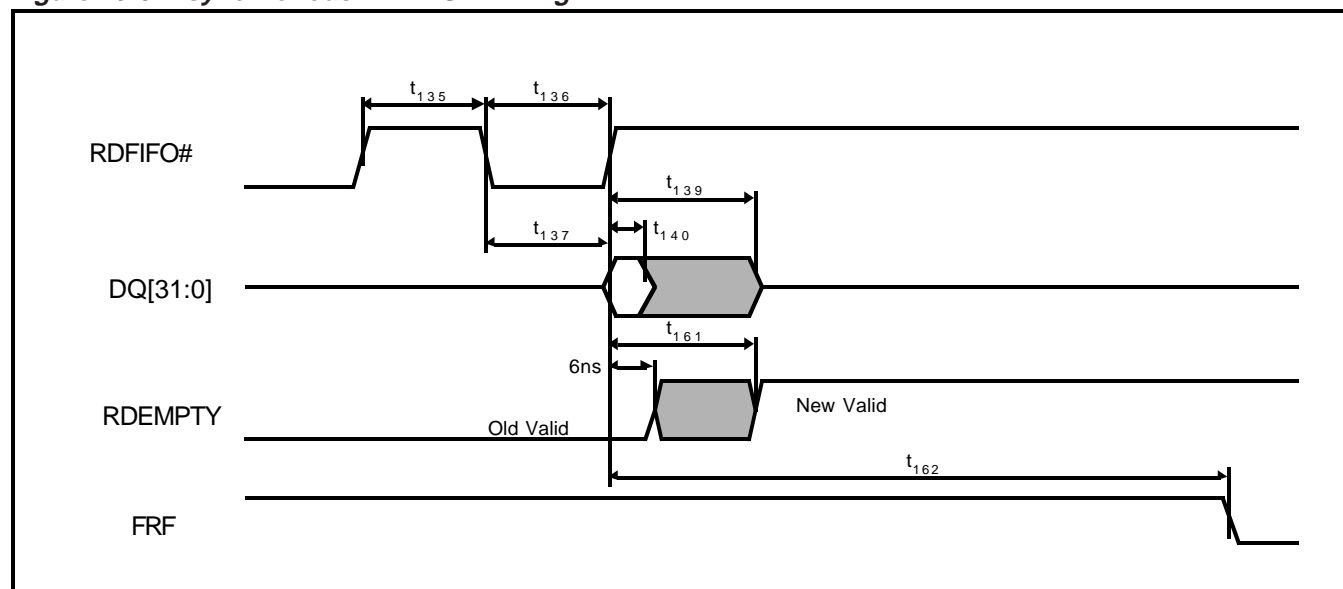 t135
t136
RDFIFO#
t139
t137
t140
DQ[31:0]
t161
6ns
RDEMPTY
New Valid
Old Valid
t162
FRF